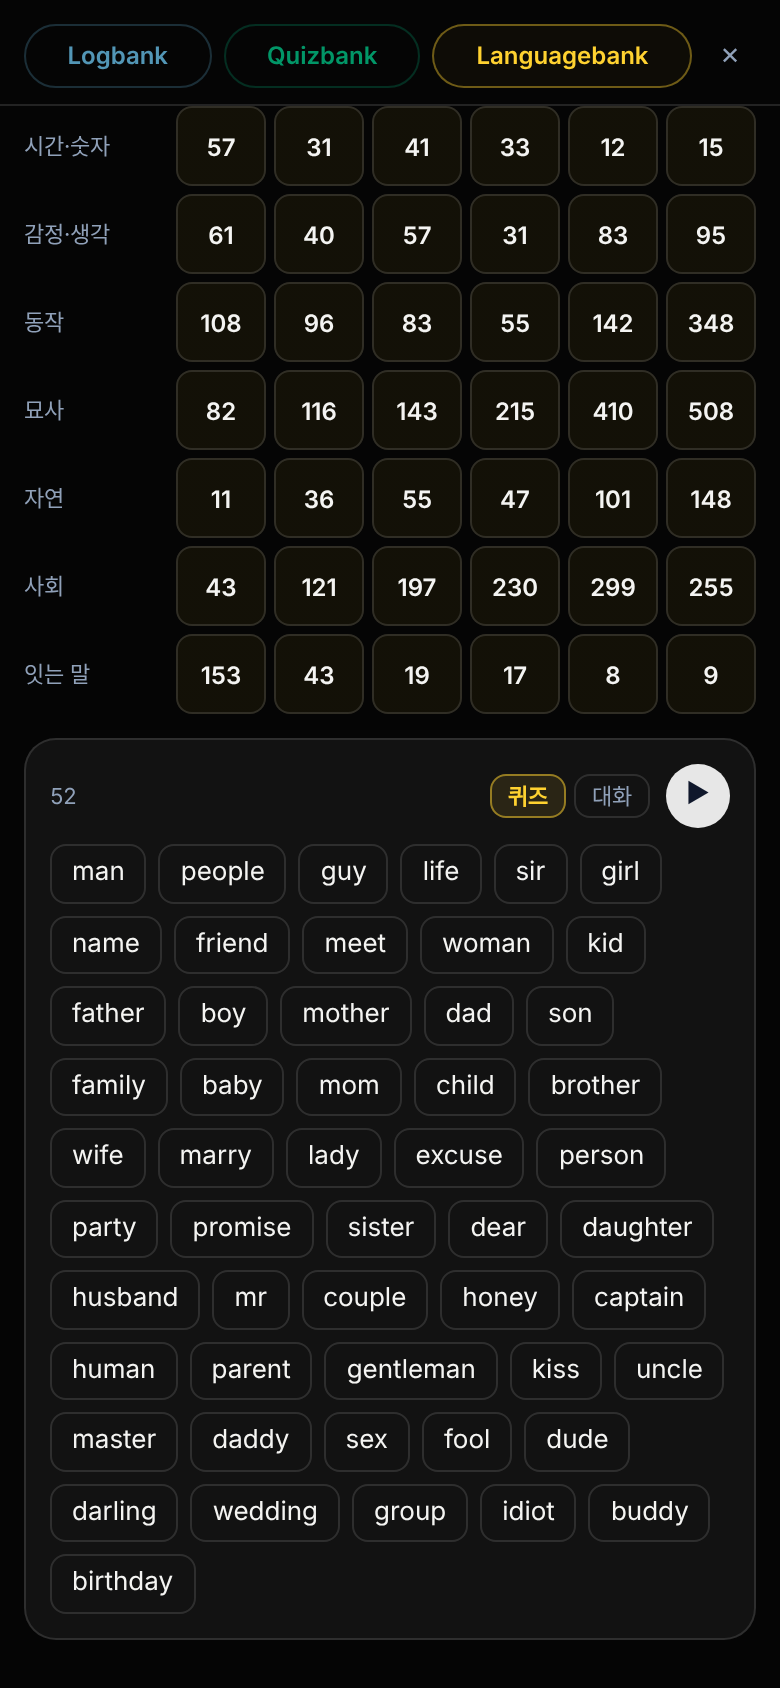 Logbank Quizbank Languagebank ✕
시간·숫자 57 31 41 33 12 15
감정·생각 61 40 57 31 83 95
동작 108 96 83 55 142 348
묘사 82 116 143 215 410 508
자연 11 36 55 47 101 148
사회 43 121 197 230 299 255
잇는 말 153 43 19 17 8 9
52 퀴즈 대화
man people guy life sir girl
name friend meet woman kid
father boy mother dad son
family baby mom child brother
wife marry lady excuse person
party promise sister dear daughter
husband mr couple honey captain
human parent gentleman kiss uncle
master daddy sex fool dude
darling wedding group idiot buddy
birthday